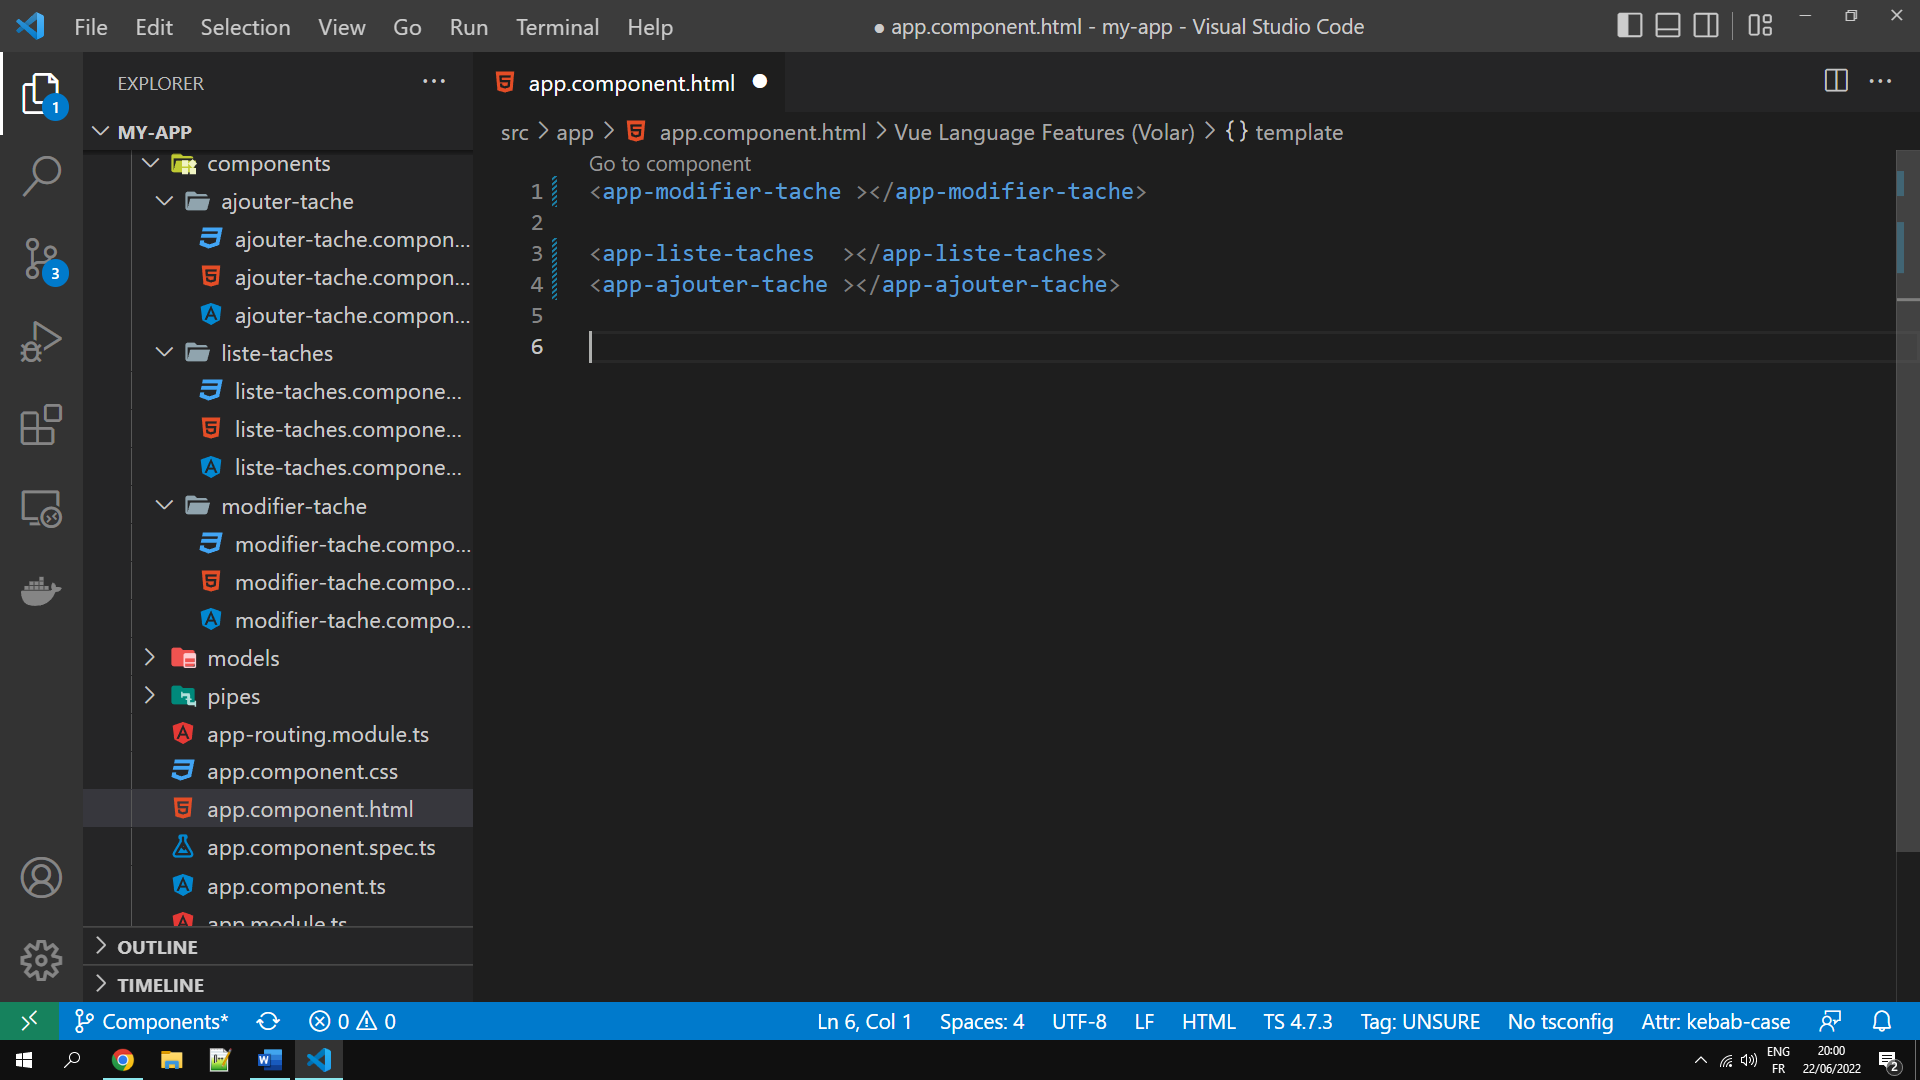 File Edit Selection View Go Run Terminal Help
● app.component.html - my-app - Visual Studio Code
EXPLORER
1
MY-APP
components
ajouter-tache
ajouter-tache.compon...
ajouter-tache.compon...
ajouter-tache.compon...
3
liste-taches
liste-taches.compone...
liste-taches.compone...
liste-taches.compone...
modifier-tache
modifier-tache.compo...
modifier-tache.compo...
modifier-tache.compo...
models
pipes
app-routing.module.ts
app.component.css
app.component.html
app.component.spec.ts
app.component.ts
app.module.ts
OUTLINE
TIMELINE
app.component.html
src > app > app.component.html > Vue Language Features (Volar) > {} template
Go to component
1 <app-modifier-tache ></app-modifier-tache>
2
3 <app-liste-taches  ></app-liste-taches>
4 <app-ajouter-tache ></app-ajouter-tache>
5
6
Components* 0 0 Ln 6, Col 1 Spaces: 4 UTF-8 LF HTML TS 4.7.3 Tag: UNSURE No tsconfig Attr: kebab-case
ENG
FR
20:00
22/06/2022
2